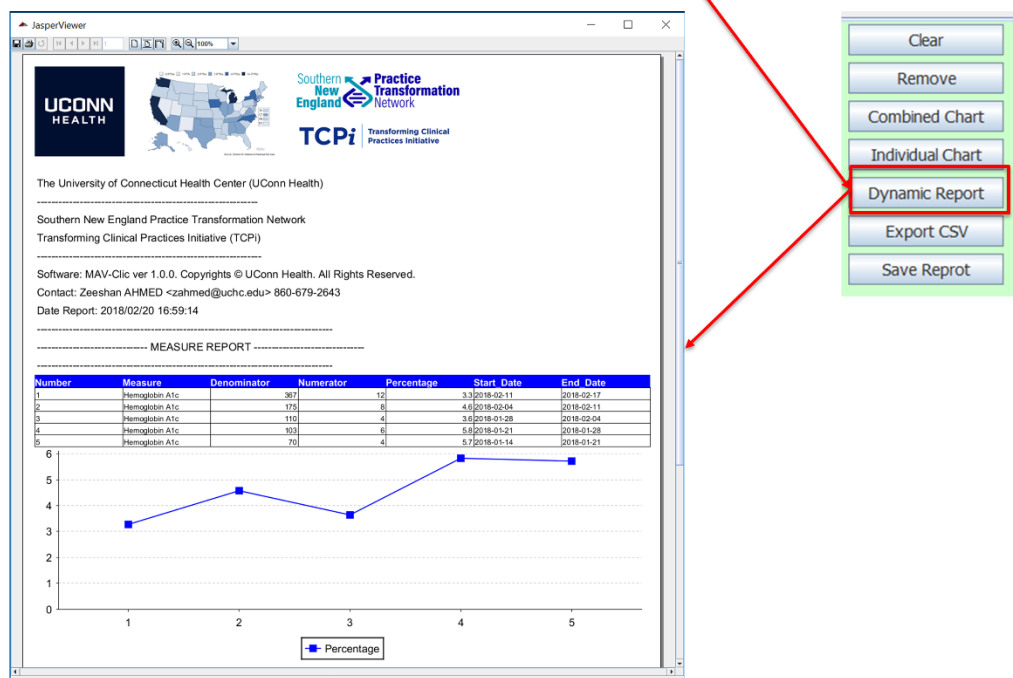 JasperViewer
1
100%
UCONN
HEALTH
Southern
New
England
Practice
Transformation
Network
TCPi
Transforming Clinical
Practices Initiative
The University of Connecticut Health Center (UConn Health)
--------------------------------------------------------------
Southern New England Practice Transformation Network
Transforming Clinical Practices Initiative (TCPi)
---------------------------------------------------------------
Software: MAV-Clic ver 1.0.0. Copyrights © UConn Health. All Rights Reserved.
Contact: Zeeshan AHMED <zahmed@uchc.edu> 860-679-2643
Date Report: 2018/02/20 16:59:14
-----------------------------------------------------------------------------------
------------------------------- MEASURE REPORT -------------------------------
-----------------------------------------------------------------------------------
Number Measure Denominator Numerator Percentage Start_Date End_Date
1 Hemoglobin A1c 367 12 3.3 2018-02-11 2018-02-17
2 Hemoglobin A1c 175 8 4.6 2018-02-04 2018-02-11
3 Hemoglobin A1c 110 4 3.6 2018-01-28 2018-02-04
4 Hemoglobin A1c 103 6 5.8 2018-01-21 2018-01-28
5 Hemoglobin A1c 70 4 5.7 2018-01-14 2018-01-21
6
5
4
3
2
1
0
1 2 3 4 5
Percentage
Clear
Remove
Combined Chart
Individual Chart
Dynamic Report
Export CSV
Save Reprot